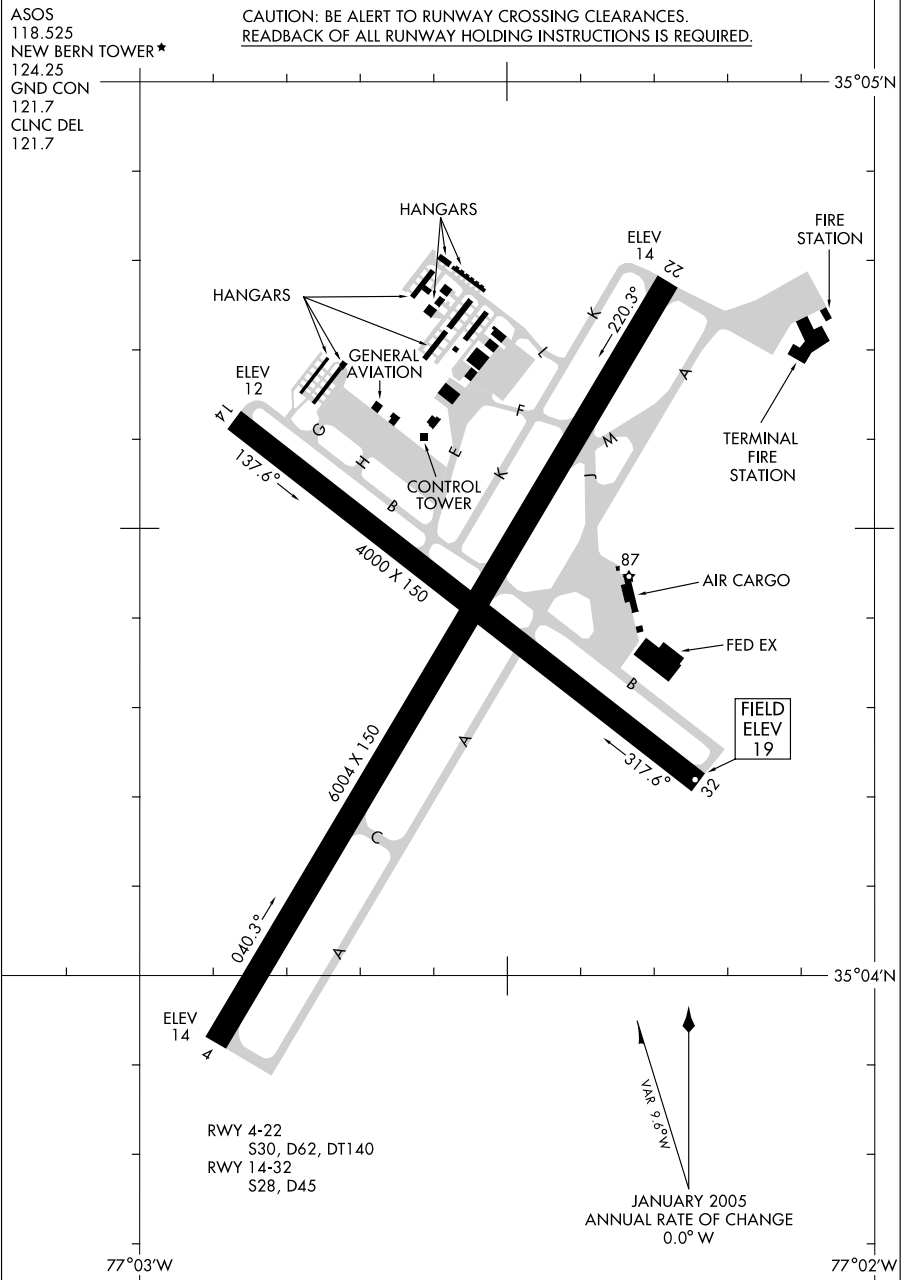 ASOS
118.525
NEW BERN TOWER★
124.25
GND CON
121.7
CLNC DEL
121.7
CAUTION: BE ALERT TO RUNWAY CROSSING CLEARANCES.
READBACK OF ALL RUNWAY HOLDING INSTRUCTIONS IS REQUIRED.
35°05'N
HANGARS
FIRE
STATION
ELEV
14
22
HANGARS
K
220.3°
L
GENERAL
AVIATION
A
ELEV
12
14
F
G
M
TERMINAL
FIRE
STATION
137.6°
H
E
K
J
CONTROL
TOWER
B
4000 X 150
87
AIR CARGO
FED EX
B
FIELD
ELEV
19
A
6004 X 150
317.6°
32
C
040.3°
A
35°04'N
ELEV
14
4
VAR 9.6°W
RWY 4-22
S30, D62, DT140
RWY 14-32
S28, D45
JANUARY 2005
ANNUAL RATE OF CHANGE
0.0° W
77°03'W
77°02'W